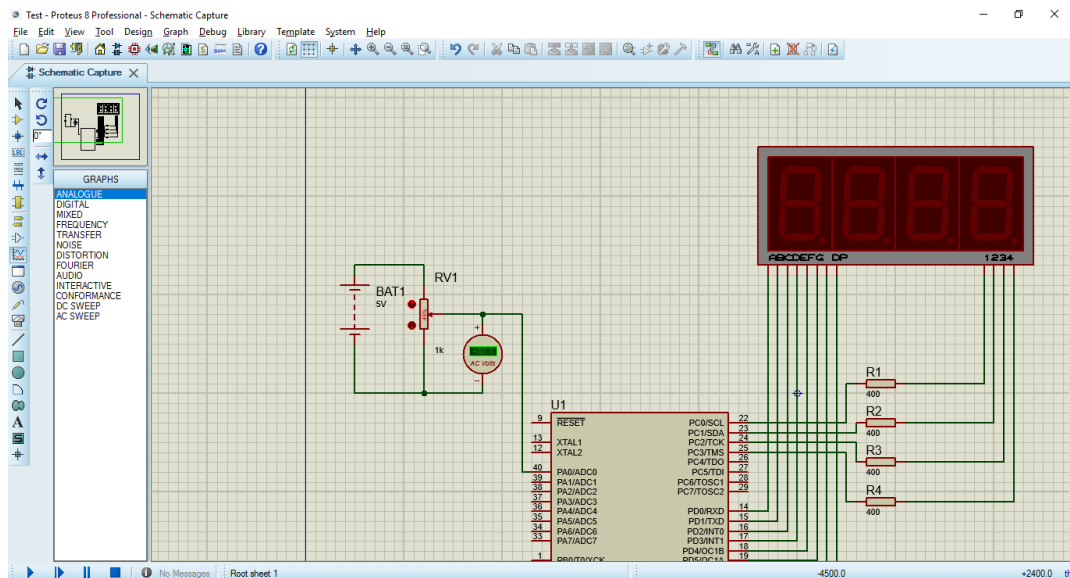 Test - Proteus 8 Professional - Schematic Capture
File Edit View Tool Design Graph Debug Library Template System Help
Schematic Capture
0°
GRAPHS
ANALOGUE
DIGITAL
MIXED
FREQUENCY
TRANSFER
NOISE
DISTORTION
FOURIER
AUDIO
INTERACTIVE
CONFORMANCE
DC SWEEP
AC SWEEP
LBL
A
S
ABCDEFG DP
1234
BAT1
5V
RV1
1k
+
AC Volts
-
R1
400
R2
400
R3
400
R4
400
U1
9 RESET
13 XTAL1
12 XTAL2
40 PA0/ADC0
39 PA1/ADC1
38 PA2/ADC2
37 PA3/ADC3
36 PA4/ADC4
35 PA5/ADC5
34 PA6/ADC6
33 PA7/ADC7
1 PB0/T0/XCK
PC0/SCL 22
PC1/SDA 23
PC2/TCK 24
PC3/TMS 25
PC4/TDO 26
PC5/TDI 27
PC6/TOSC1 28
PC7/TOSC2 29
PD0/RXD 14
PD1/TXD 15
PD2/INT0 16
PD3/INT1 17
PD4/OC1B 18
PD5/OC1A 19
No Messages
Root sheet 1
-4500.0
+2400.0
th